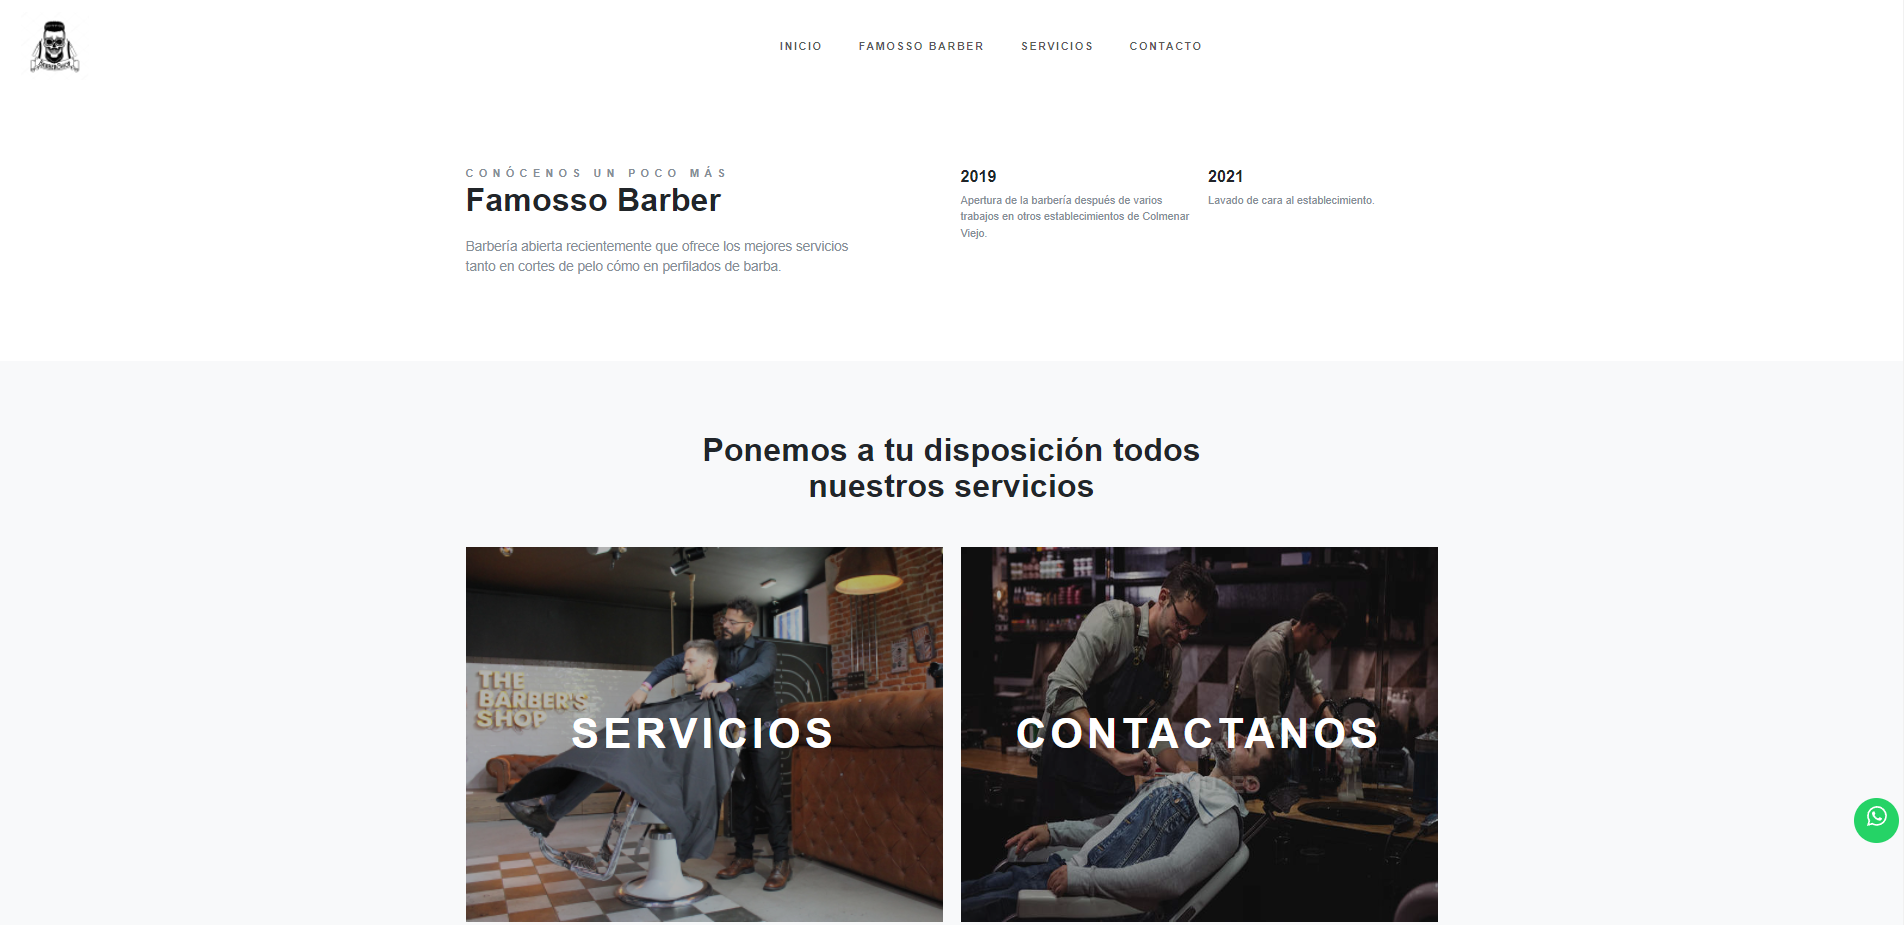 INICIO FAMOSSO BARBER SERVICIOS CONTACTO
CONÓCENOS UN POCO MÁS
Famosso Barber
Barbería abierta recientemente que ofrece los mejores servicios
tanto en cortes de pelo cómo en perfilados de barba.
2019
Apertura de la barbería después de varios
trabajos en otros establecimientos de Colmenar
Viejo.
2021
Lavado de cara al establecimiento.
Ponemos a tu disposición todos
nuestros servicios
THE
BARBER'S
SHOP
SERVICIOS
CONTACTANOS